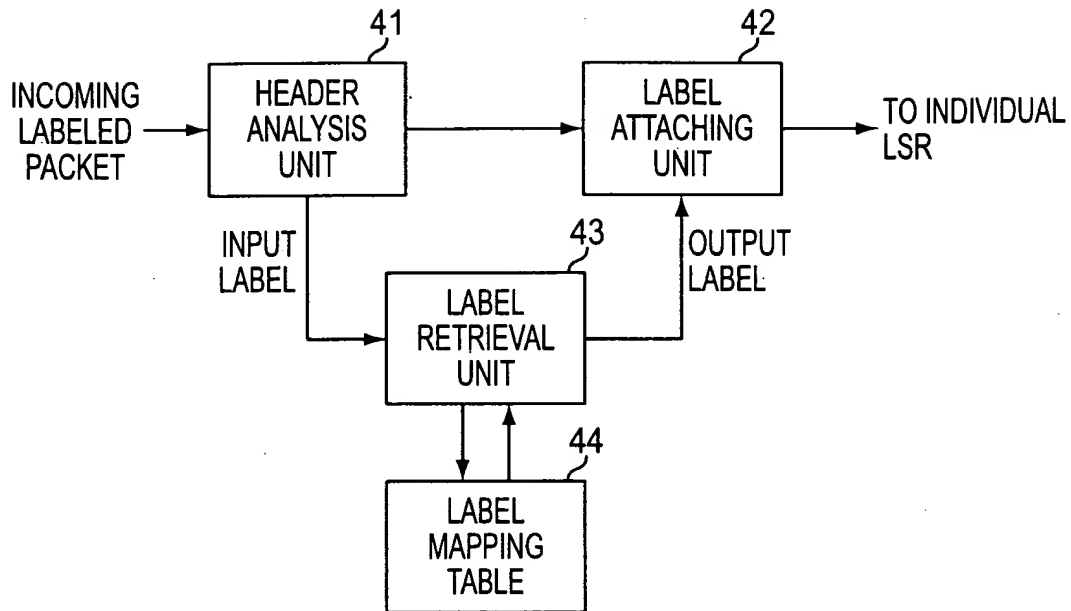 41
42
INCOMING
LABELED
PACKET
HEADER
ANALYSIS
UNIT
LABEL
ATTACHING
UNIT
TO INDIVIDUAL
LSR
INPUT
LABEL
43
OUTPUT
LABEL
LABEL
RETRIEVAL
UNIT
44
LABEL
MAPPING
TABLE